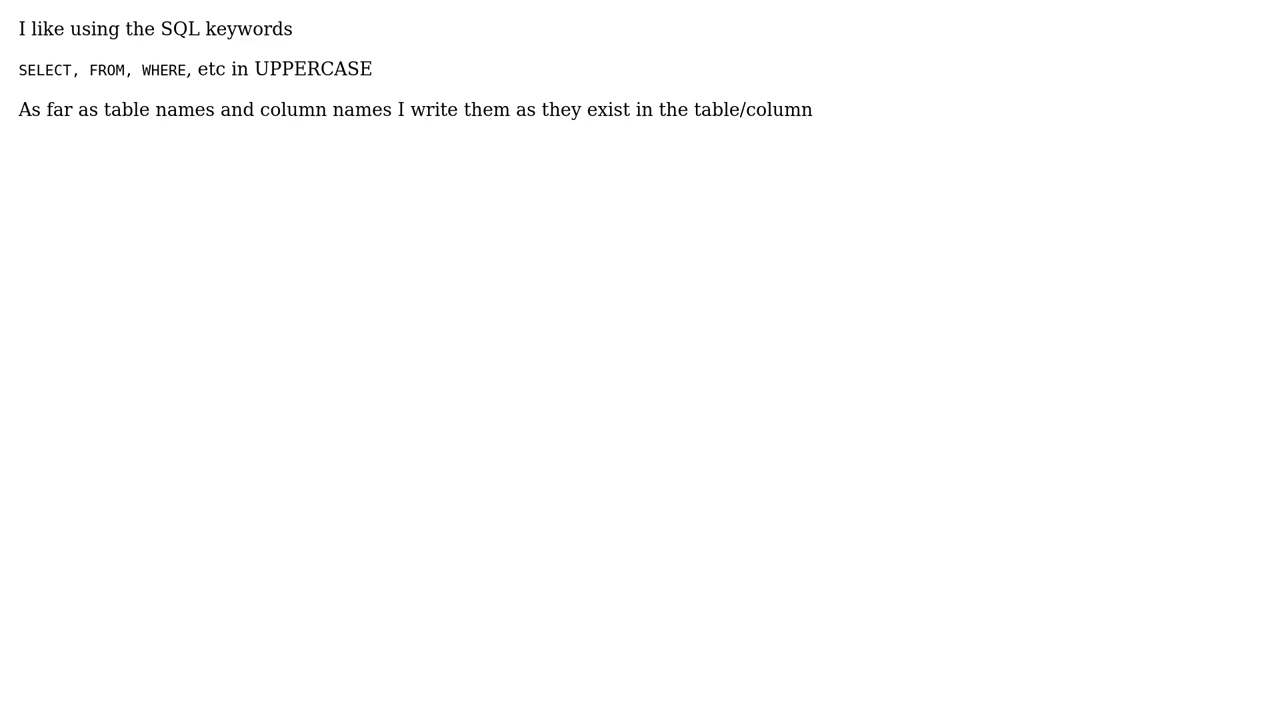 I like using the SQL keywords
SELECT, FROM, WHERE, etc in UPPERCASE
As far as table names and column names I write them as they exist in the table/column